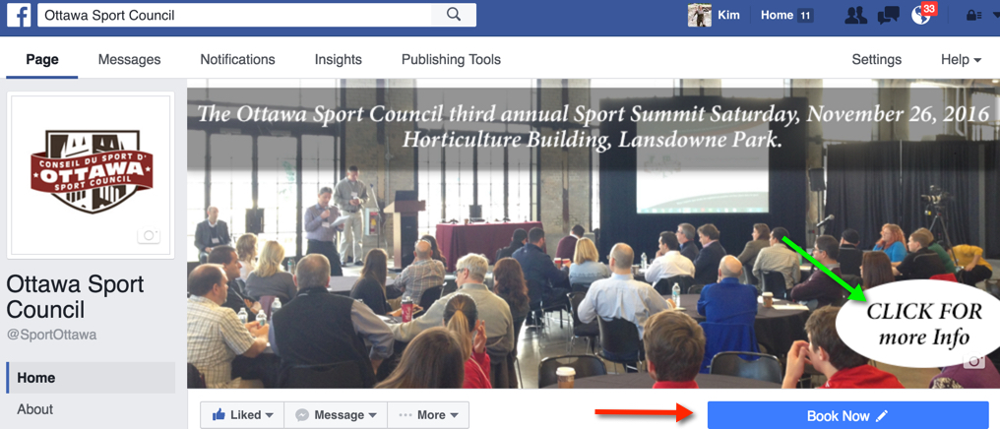 Ottawa Sport Council
Kim
Home 11
33
Page Messages Notifications Insights Publishing Tools Settings Help
The Ottawa Sport Council third annual Sport Summit Saturday, November 26, 2016
Horticulture Building, Lansdowne Park.
CONSEIL DU SPORT D'
OTTAWA
SPORT COUNCIL
Ottawa Sport
Council
@SportOttawa
CLICK FOR
more Info
Home
About
Liked Message ··· More Book Now